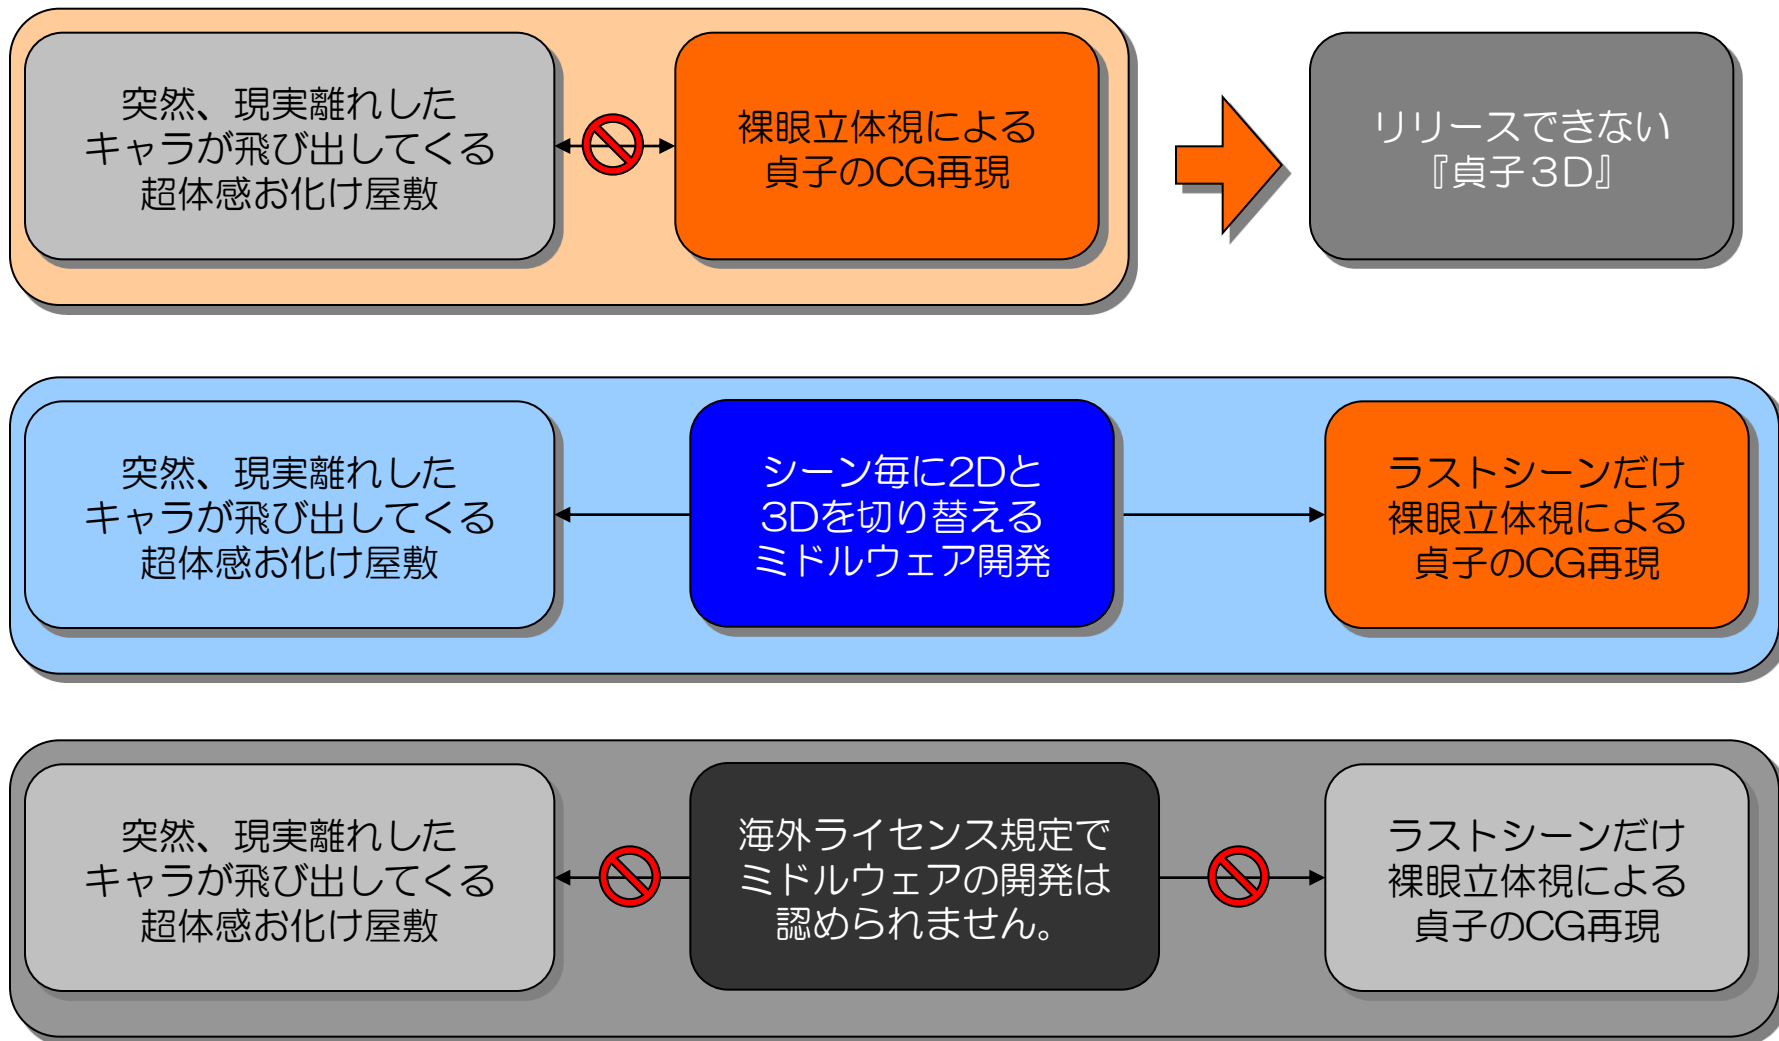 突然、現実離れした
キャラが飛び出してくる
超体感お化け屋敷
裸眼立体視による
貞子のCG再現
リリースできない
『貞子3D』
突然、現実離れした
キャラが飛び出してくる
超体感お化け屋敷
シーン毎に2Dと
3Dを切り替える
ミドルウェア開発
ラストシーンだけ
裸眼立体視による
貞子のCG再現
突然、現実離れした
キャラが飛び出してくる
超体感お化け屋敷
海外ライセンス規定で
ミドルウェアの開発は
認められません。
ラストシーンだけ
裸眼立体視による
貞子のCG再現